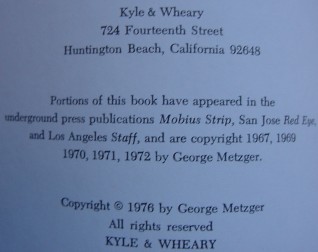 Kyle & Wheary
724 Fourteenth Street
Huntington Beach, California 92648
Portions of this book have appeared in the
underground press publications Mobius Strip, San Jose Red Eye,
and Los Angeles Staff, and are copyright 1967, 1969
1970, 1971, 1972 by George Metzger.
Copyright © 1976 by George Metzger
All rights reserved
KYLE & WHEARY